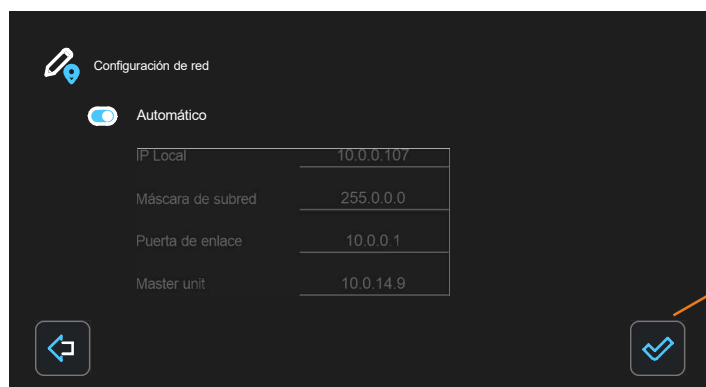 Configuración de red
Automático
IP Local 10.0.0.107
Máscara de subred 255.0.0.0
Puerta de enlace 10.0.0.1
Master unit 10.0.14.9